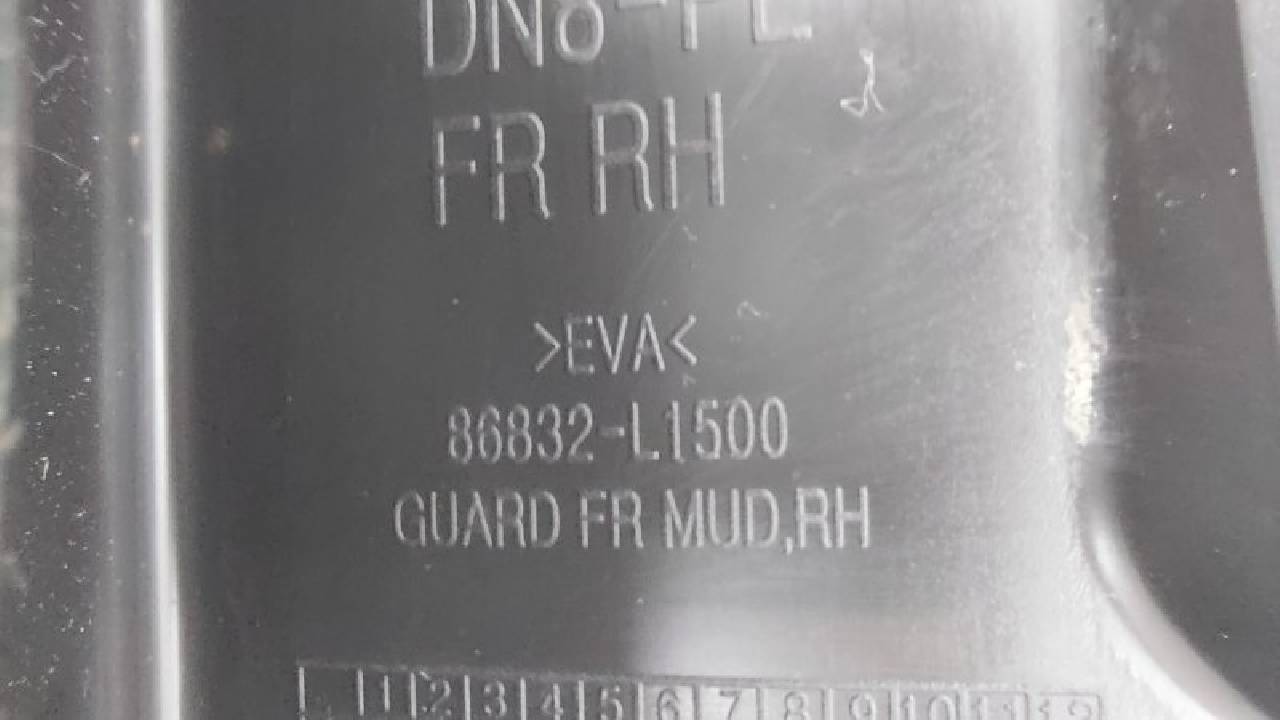 DN8-PE
FR RH
>EVA<
86832-L1500
GUARD FR MUD,RH
1 2 3 4 5 6 7 8 9 10 11 12